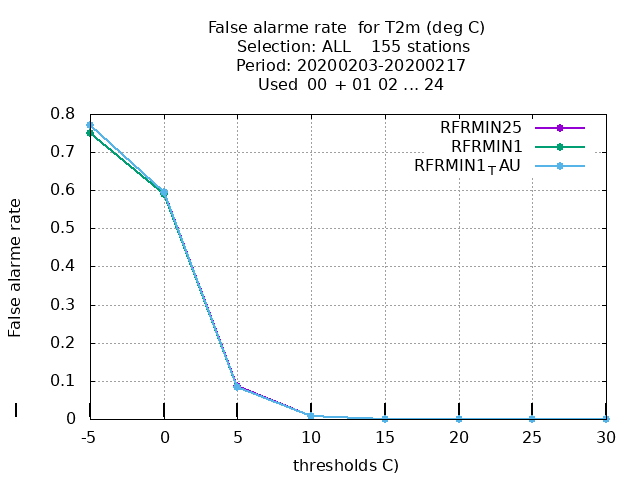 False alarme rate  for T2m (deg C)
Selection: ALL    155 stations
Period: 20200203-20200217
Used  00 + 01 02 ... 24
RFRMIN25
RFRMIN1
RFRMIN1TAU
False alarme rate
0.8
0.7
0.6
0.5
0.4
0.3
0.2
0.1
0
-5 0 5 10 15 20 25 30
thresholds C)